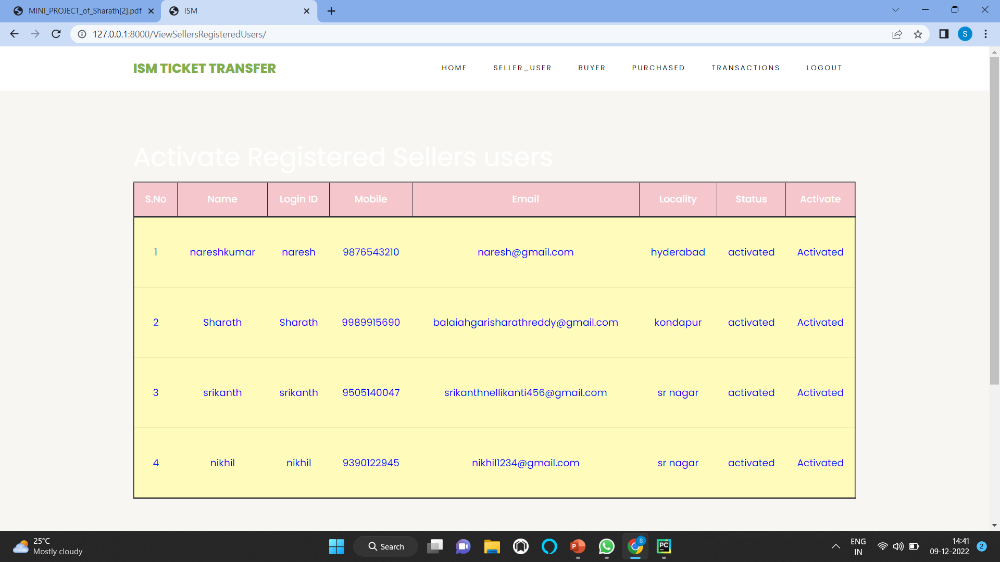 MINI_PROJECT_of_Sharath[2].pdf ISM
127.0.0.1:8000/ViewSellersRegisteredUsers/ S
ISM TICKET TRANSFER HOME SELLER_USER BUYER PURCHASED TRANSACTIONS LOGOUT
Activate Registered Sellers users
S.No Name Login ID Mobile Email Locality Status Activate
1 nareshkumar naresh 9876543210 naresh@gmail.com hyderabad activated Activated
2 Sharath Sharath 9989915690 balaiahgarisharathreddy@gmail.com kondapur activated Activated
3 srikanth srikanth 9505140047 srikanthnellikanti456@gmail.com sr nagar activated Activated
4 nikhil nikhil 9390122945 nikhil1234@gmail.com sr nagar activated Activated
25°C
Mostly cloudy
Search
P
S
PC
ENG
IN
14:41
09-12-2022
2